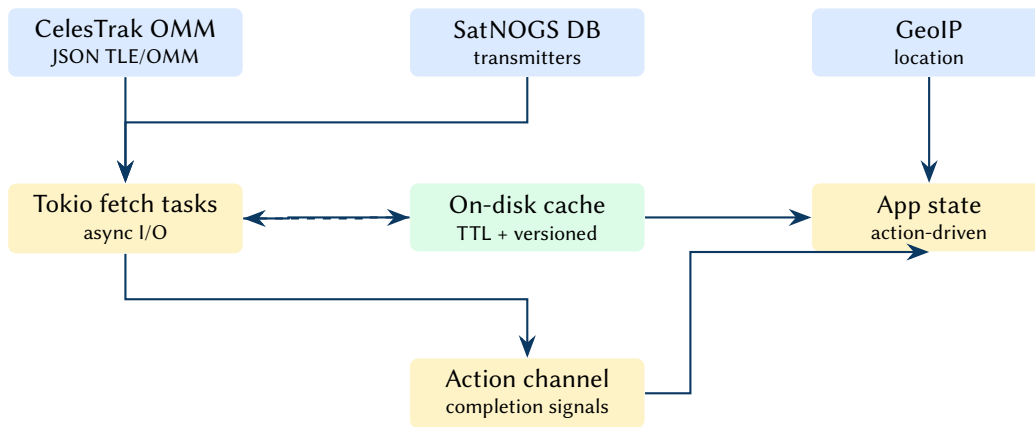 CelesTrak OMM
JSON TLE/OMM
SatNOGS DB
transmitters
GeoIP
location
Tokio fetch tasks
async I/O
On-disk cache
TTL + versioned
App state
action-driven
Action channel
completion signals